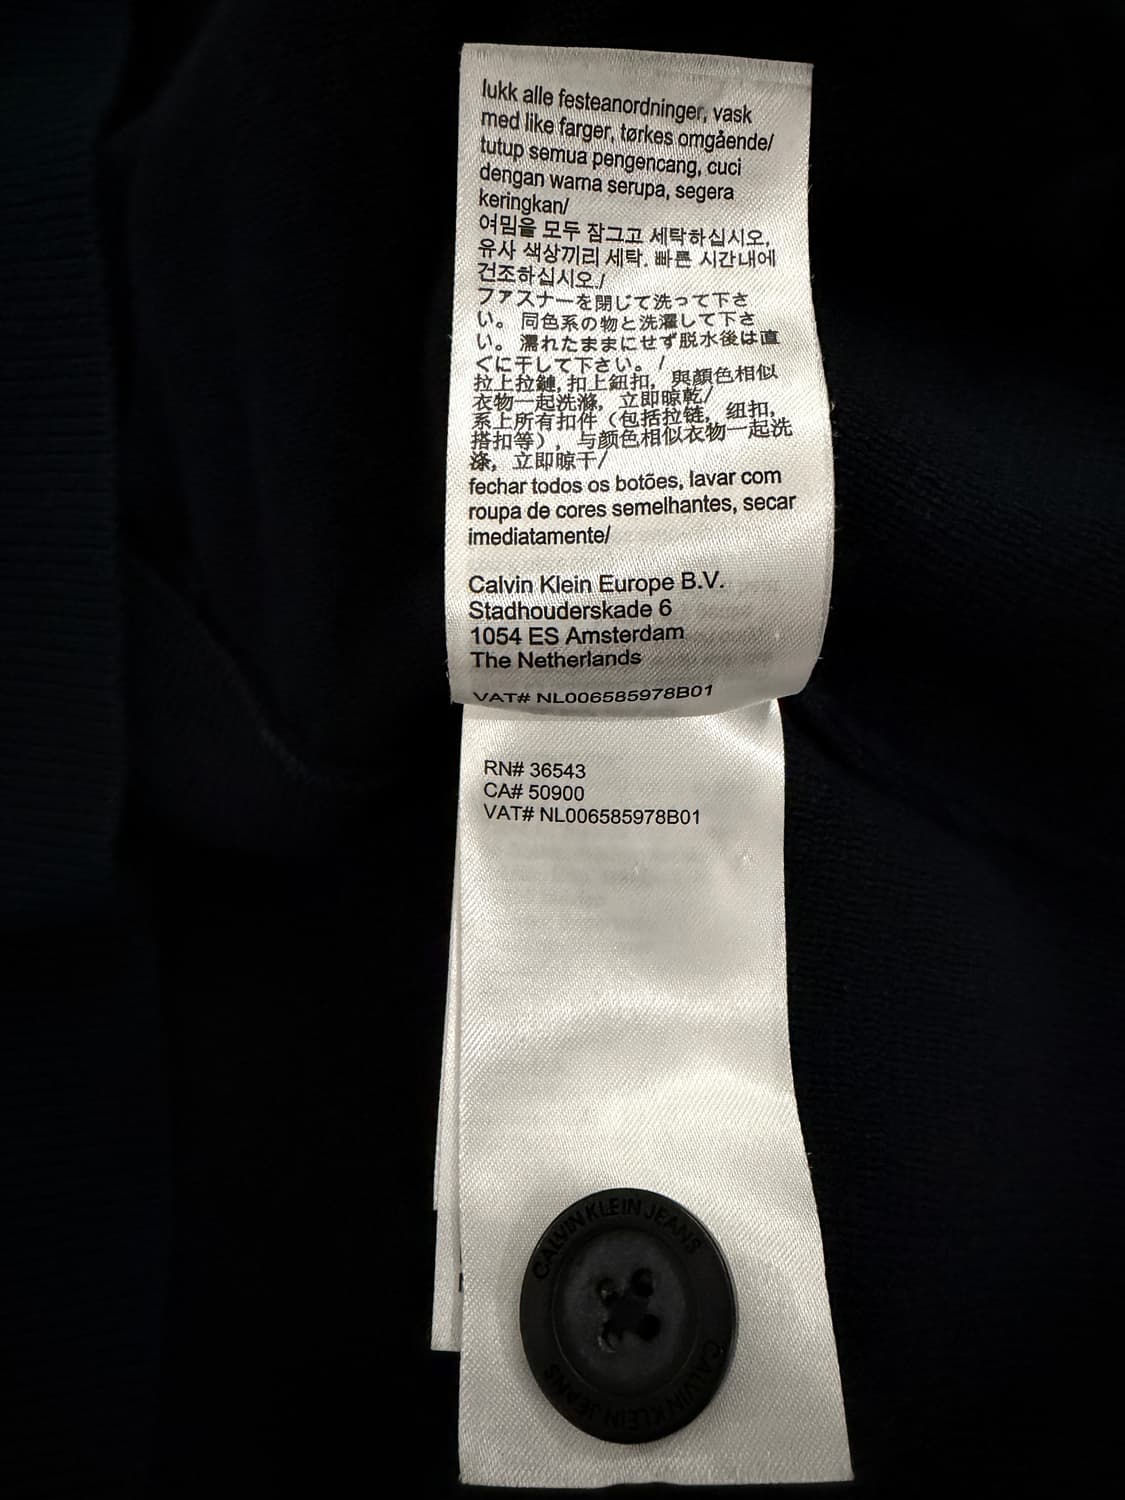 lukk alle festeanordninger, vask
med like farger, tørkes omgående/
tutup semua pengencang, cuci
dengan warna serupa, segera
keringkan/
여밈을 모두 잠그고 세탁하십시오.
유사 색상끼리 세탁. 빠른 시간내에
건조하십시오./
ファスナーを閉じて洗って下さ
い。 同色系の物と洗濯して下さ
い。 濡れたままにせず脱水後は直
ぐに干して下さい。 /
拉上拉鏈, 扣上鈕扣, 與顏色相似
衣物一起洗滌, 立即晾乾/
系上所有扣件（包括拉链, 纽扣,
搭扣等）, 与颜色相似衣物一起洗
涤, 立即晾干/
fechar todos os botões, lavar com
roupa de cores semelhantes, secar
imediatamente/
Calvin Klein Europe B.V.
Stadhouderskade 6
1054 ES Amsterdam
The Netherlands
VAT# NL006585978B01
RN# 36543
CA# 50900
VAT# NL006585978B01
CALVIN KLEIN JEANS
CALVIN KLEIN JEANS